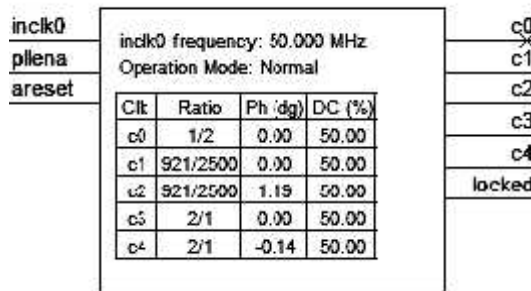 inclk0
pllena
areset
inclk0 frequency: 50.000 MHz
Operation Mode: Normal
Clk Ratio Ph (dg) DC (%)
c0 1/2 0.00 50.00
c1 921/2500 0.00 50.00
c2 921/2500 1.19 50.00
c3 2/1 0.00 50.00
c4 2/1 -0.14 50.00
c0
c1
c2
c3
c4
locked